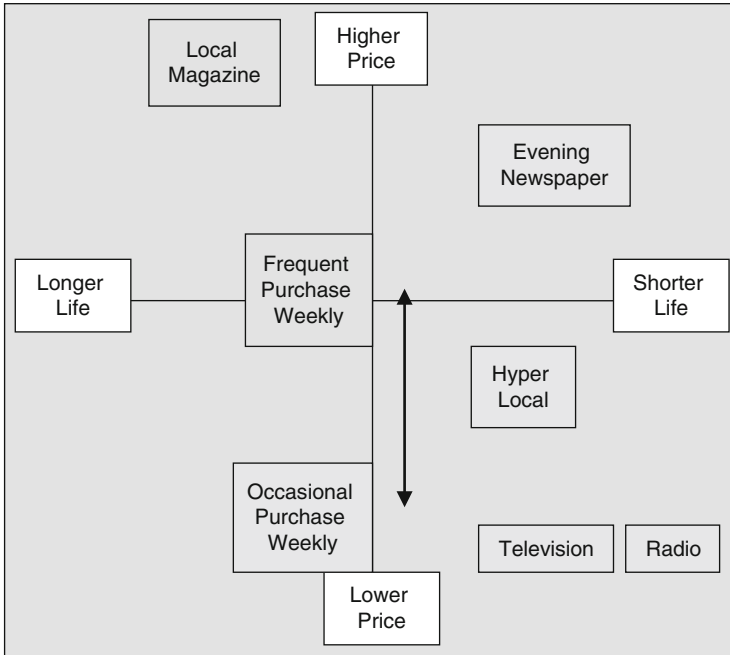 Local
Magazine
Higher
Price
Evening
Newspaper
Longer
Life
Frequent
Purchase
Weekly
Shorter
Life
Hyper
Local
Occasional
Purchase
Weekly
Television
Radio
Lower
Price